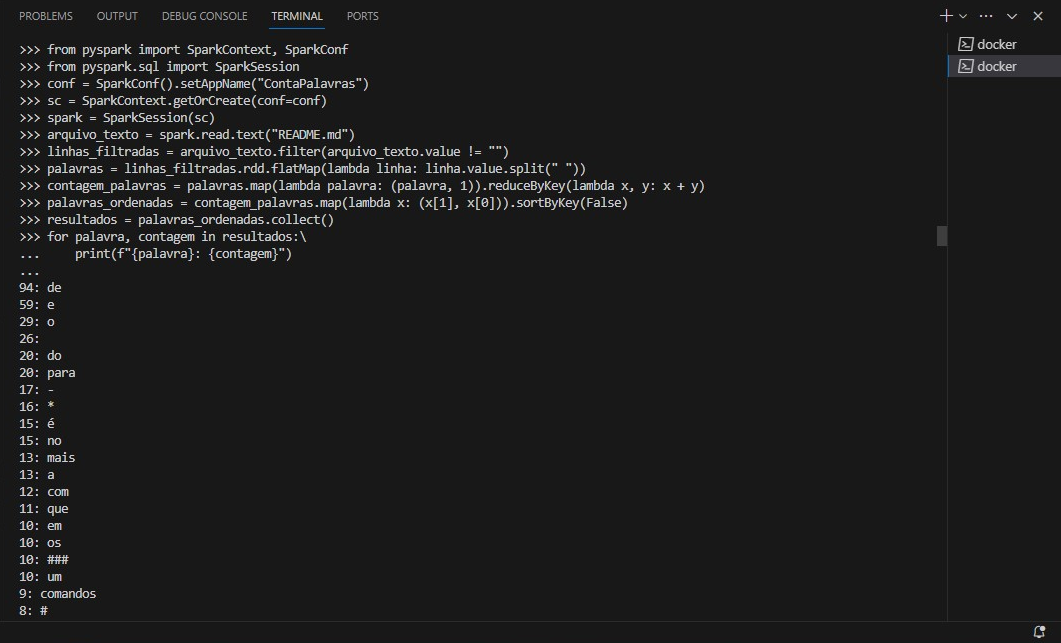 PROBLEMS OUTPUT DEBUG CONSOLE TERMINAL PORTS
docker
docker
>>> from pyspark import SparkContext, SparkConf
>>> from pyspark.sql import SparkSession
>>> conf = SparkConf().setAppName("ContaPalavras")
>>> sc = SparkContext.getOrCreate(conf=conf)
>>> spark = SparkSession(sc)
>>> arquivo_texto = spark.read.text("README.md")
>>> linhas_filtradas = arquivo_texto.filter(arquivo_texto.value != "")
>>> palavras = linhas_filtradas.rdd.flatMap(lambda linha: linha.value.split(" "))
>>> contagem_palavras = palavras.map(lambda palavra: (palavra, 1)).reduceByKey(lambda x, y: x + y)
>>> palavras_ordenadas = contagem_palavras.map(lambda x: (x[1], x[0])).sortByKey(False)
>>> resultados = palavras_ordenadas.collect()
>>> for palavra, contagem in resultados:\
...     print(f"{palavra}: {contagem}")
...
94: de
59: e
29: o
26:
20: do
20: para
17: -
16: *
15: é
15: no
13: mais
13: a
12: com
11: que
10: em
10: os
10: ###
10: um
9: comandos
8: #